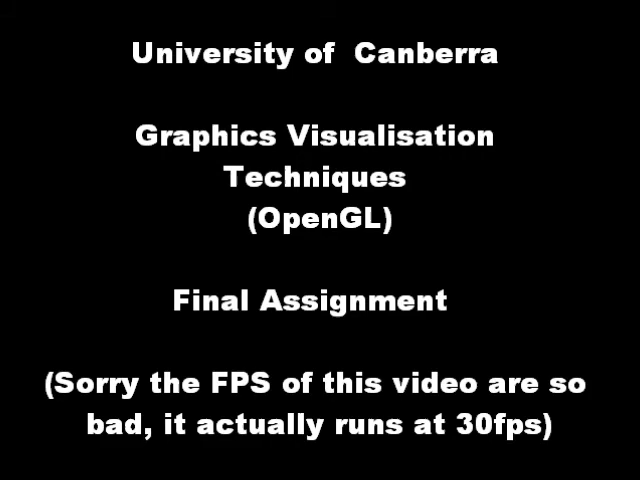 University of  Canberra
Graphics Visualisation
Techniques
(OpenGL)
Final Assignment
(Sorry the FPS of this video are so
bad, it actually runs at 30fps)